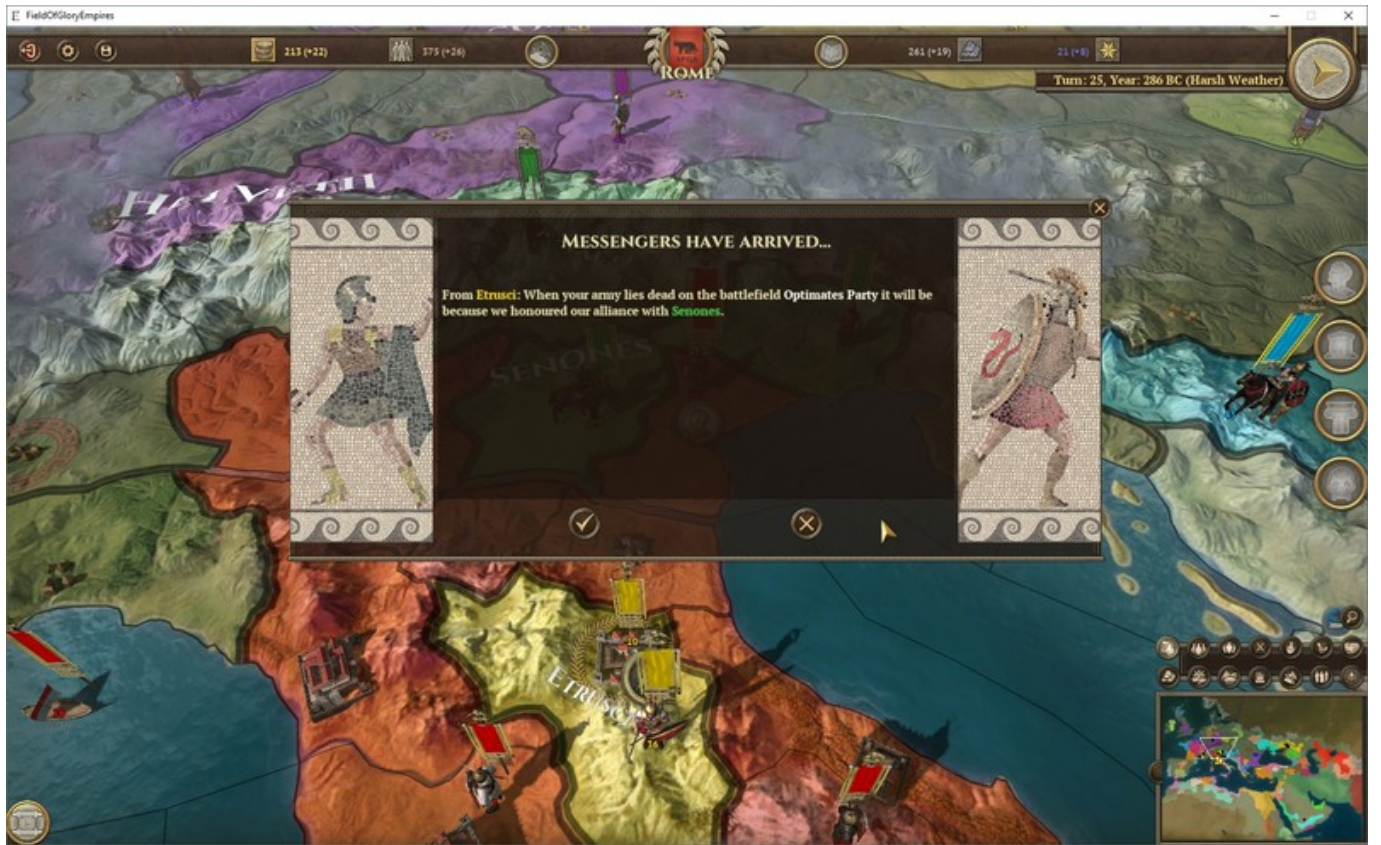 FieldOfGloryEmpires
213 (+22)
375 (+26)
ROME
261 (+19)
21 (+8)
Turn: 25, Year: 286 BC (Harsh Weather)
MESSENGERS HAVE ARRIVED...
From Etrusci: When your army lies dead on the battlefield Optimates Party it will be
because we honoured our alliance with Senones.
SENONES
10
ETRUSCI
16